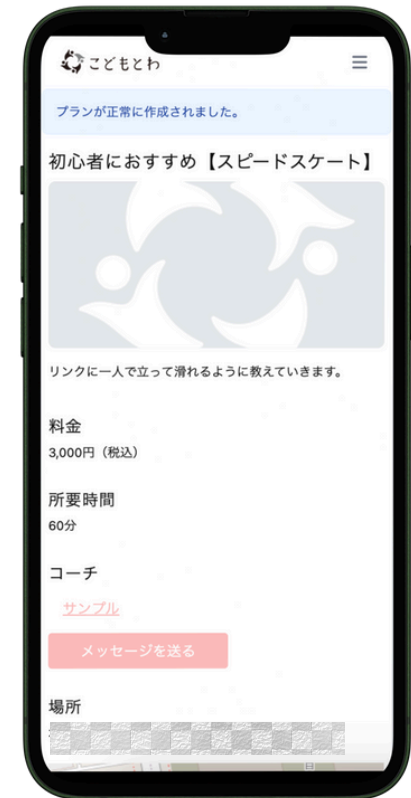 こどもとわ
プランが正常に作成されました。
初心者におすすめ【スピードスケート】
リンクに一人で立って滑れるように教えていきます。
料金
3,000円（税込）
所要時間
60分
コーチ
サンプル
メッセージを送る
場所